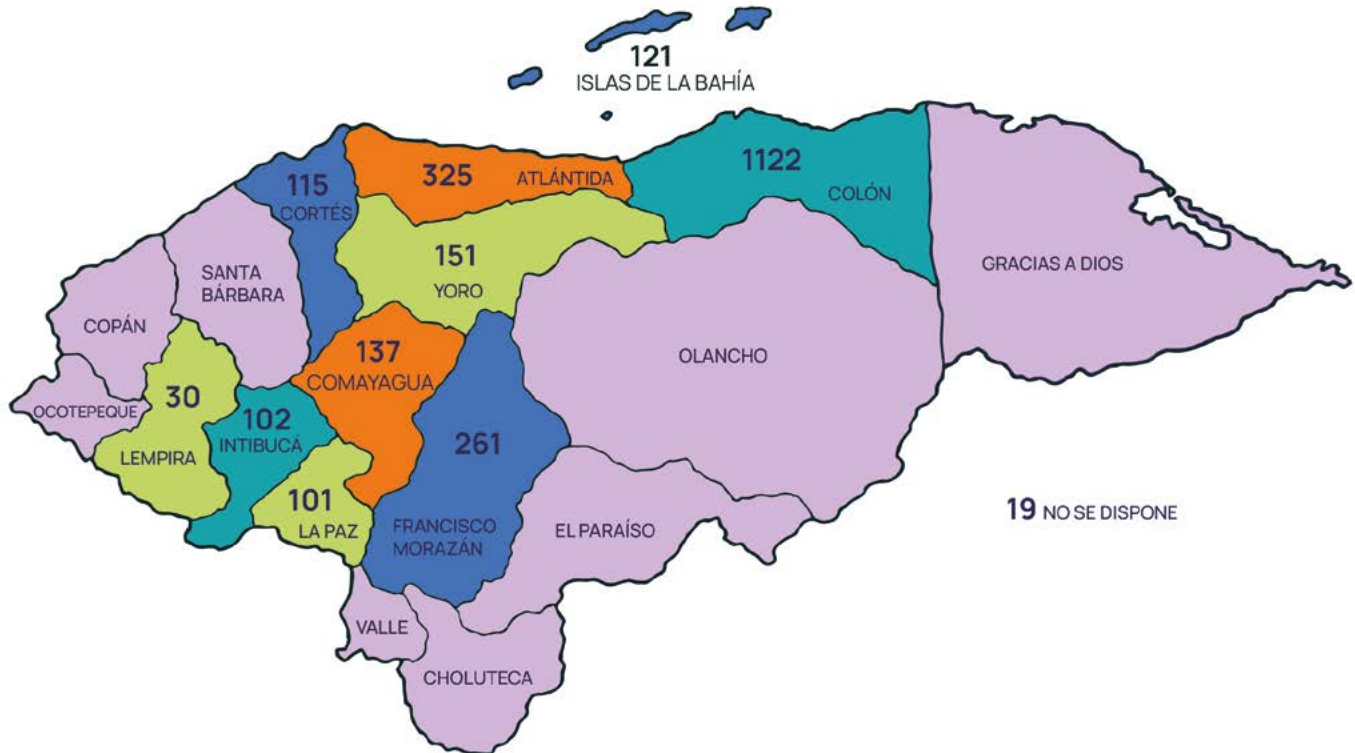 121
ISLAS DE LA BAHÍA
1122
COLÓN
325
ATLÁNTIDA
115
CORTÉS
151
YORO
SANTA
BÁRBARA
GRACIAS A DIOS
COPÁN
OLANCHO
137
COMAYAGUA
30
LEMPIRA
OCOTEPEQUE
102
INTIBUCÁ
261
FRANCISCO
MORAZÁN
101
LA PAZ
EL PARAÍSO
19 NO SE DISPONE
VALLE
CHOLUTECA